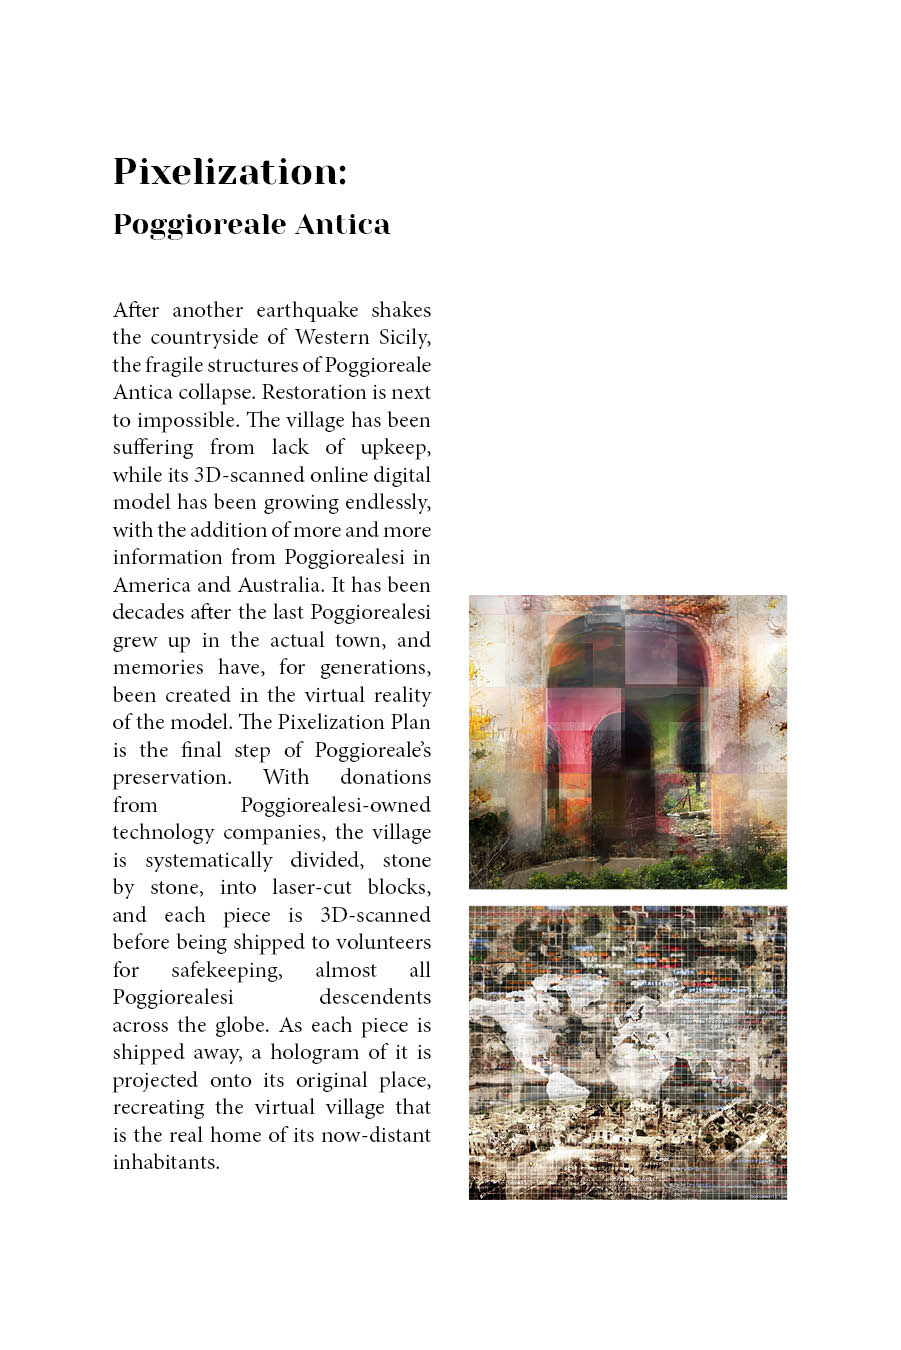 Pixelization:
Poggioreale Antica
After another earthquake shakes
the countryside of Western Sicily,
the fragile structures of Poggioreale
Antica collapse. Restoration is next
to impossible. The village has been
suffering from lack of upkeep,
while its 3D-scanned online digital
model has been growing endlessly,
with the addition of more and more
information from Poggiorealesi in
America and Australia. It has been
decades after the last Poggiorealesi
grew up in the actual town, and
memories have, for generations,
been created in the virtual reality
of the model. The Pixelization Plan
is the final step of Poggioreale’s
preservation. With donations
from Poggiorealesi-owned
technology companies, the village
is systematically divided, stone
by stone, into laser-cut blocks,
and each piece is 3D-scanned
before being shipped to volunteers
for safekeeping, almost all
Poggiorealesi descendents
across the globe. As each piece is
shipped away, a hologram of it is
projected onto its original place,
recreating the virtual village that
is the real home of its now-distant
inhabitants.